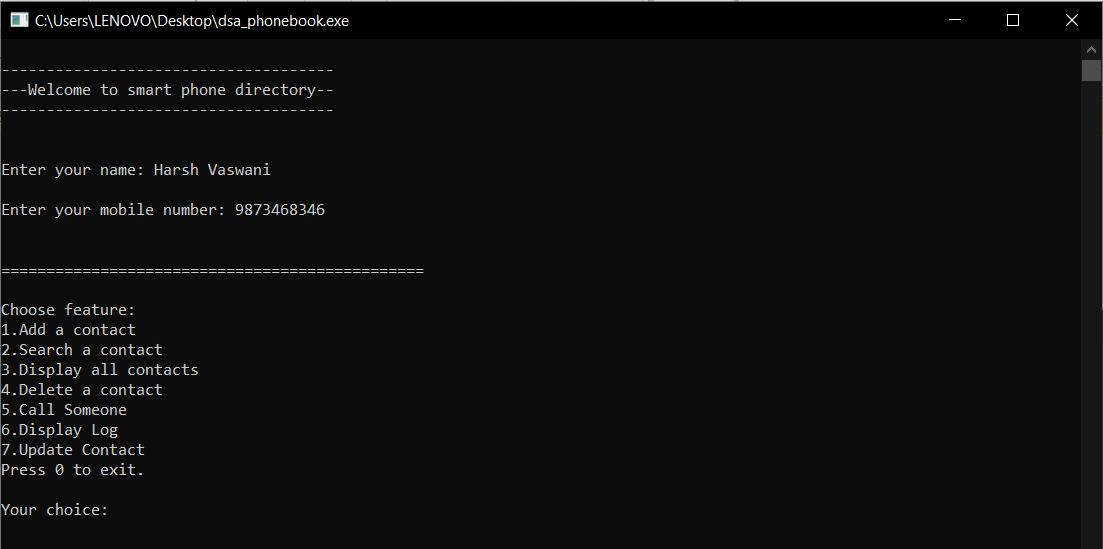 C:\Users\LENOVO\Desktop\dsa_phonebook.exe
-------------------------------------
---Welcome to smart phone directory--
-------------------------------------
Enter your name: Harsh Vaswani
Enter your mobile number: 9873468346
===============================================
Choose feature:
1.Add a contact
2.Search a contact
3.Display all contacts
4.Delete a contact
5.Call Someone
6.Display Log
7.Update Contact
Press 0 to exit.
Your choice: